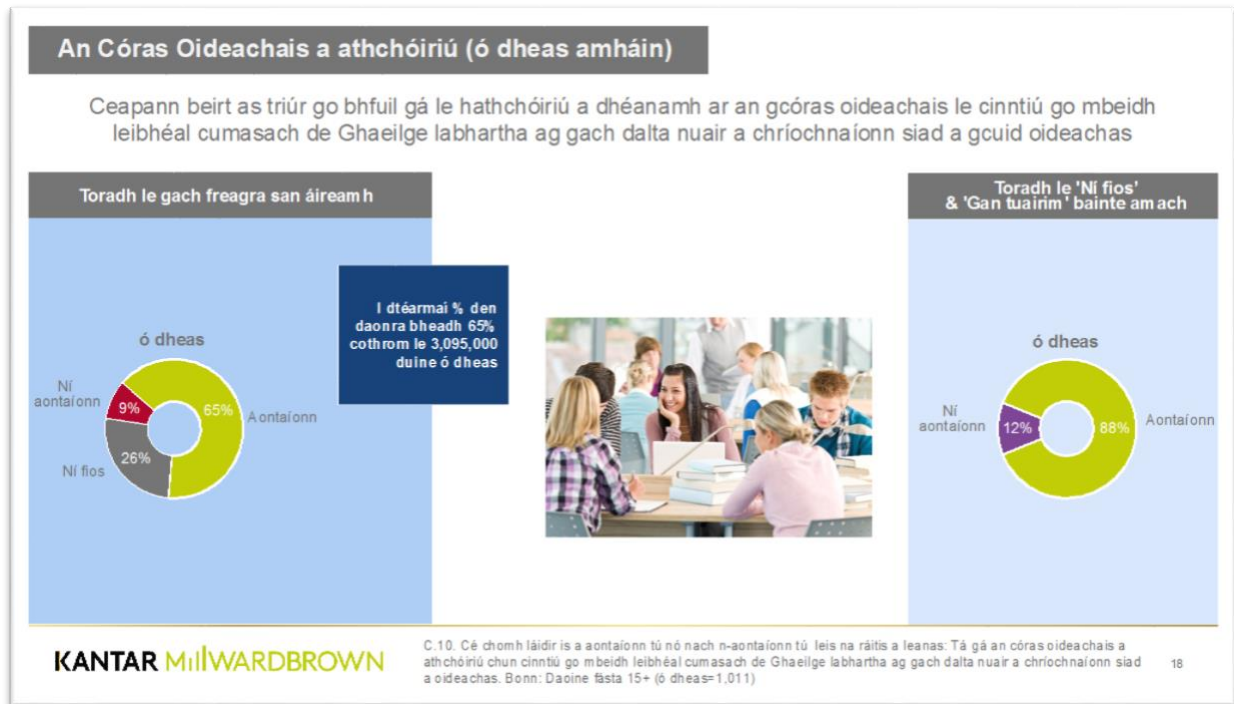 An Córas Oideachais a athchóiriú (ó dheas amháin)
Ceapann beirt as triúr go bhfuil gá le hathchóiriú a dhéanamh ar an gcóras oideachais le cinntiú go mbeidh
leibhéal cumasach de Ghaeilge labhartha ag gach dalta nuair a chríochnaíonn siad a gcuid oideachas
Toradh le gach freagra san áireamh
I dtéarmai % den
daonra bheadh 65%
cothrom le 3,095,000
duine ó dheas
ó dheas
Ní
aontaíonn
9%
65%
Aontaíonn
26%
Ní fios
Toradh le 'Ní fios'
& 'Gan tuairim' bainte amach
ó dheas
Ní
aontaíonn
12%
88%
Aontaíonn
KANTAR MILLWARDBROWN
C.10. Cé chomh láidir is a aontaíonn tú nó nach n-aontaíonn tú leis na ráitis a leanas: Tá gá an córas oideachais a
athchóiriú chun cinntiú go mbeidh leibhéal cumasach de Ghaeilge labhartha ag gach dalta nuair a chríochnaíonn siad
a oideachas. Bonn: Daoine fásta 15+ (ó dheas=1,011)
18